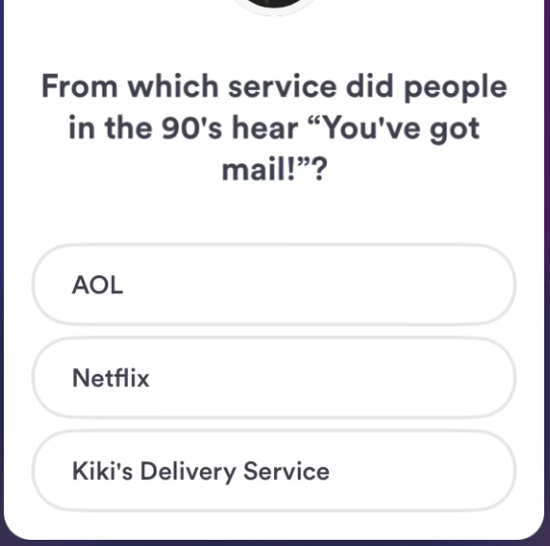 From which service did people
in the 90's hear “You've got
mail!”?
AOL
Netflix
Kiki's Delivery Service